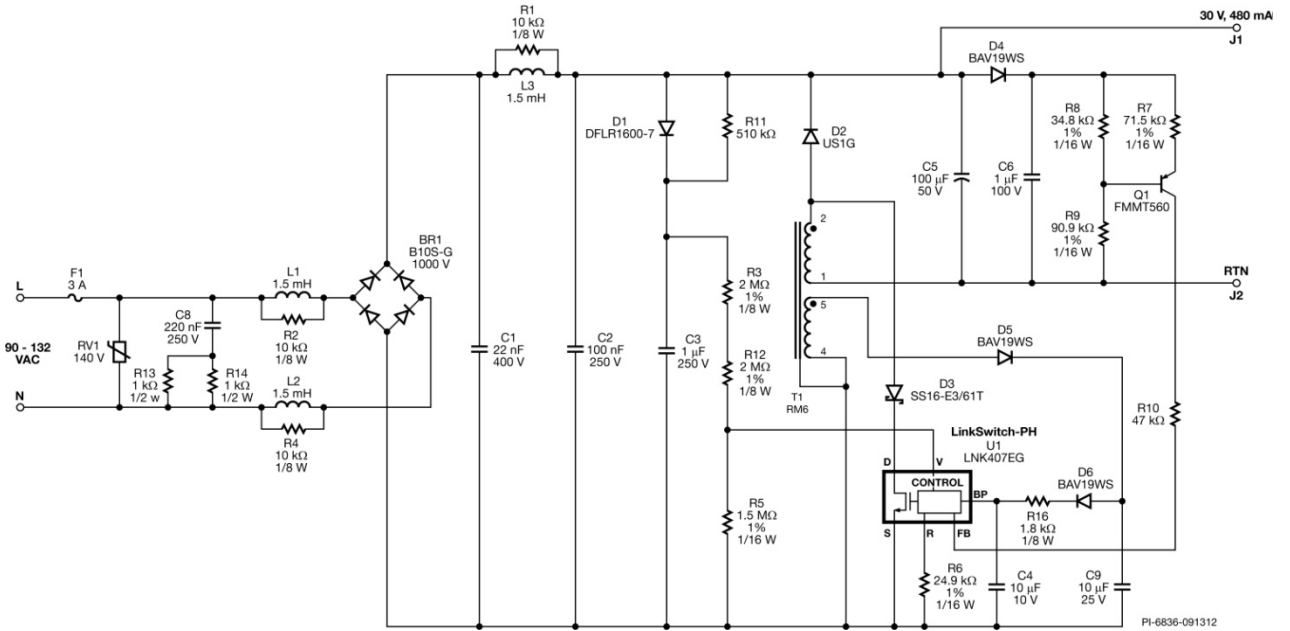 R1
10 kΩ
1/8 W
L3
1.5 mH
30 V, 480 mA
J1
D4
BAV19WS
D1
DFLR1600-7
R11
510 kΩ
D2
US1G
R8
34.8 kΩ
1%
1/16 W
R7
71.5 kΩ
1%
1/16 W
C5
100 µF
50 V
C6
1 µF
100 V
Q1
FMMT560
R9
90.9 kΩ
1%
1/16 W
2
1
5
4
T1
RM6
RTN
J2
BR1
B10S-G
1000 V
F1
3 A
L
90 - 132
VAC
N
RV1
140 V
C8
220 nF
250 V
R13
1 kΩ
1/2 w
R14
1 kΩ
1/2 W
L1
1.5 mH
R2
10 kΩ
1/8 W
L2
1.5 mH
R4
10 kΩ
1/8 W
C1
22 nF
400 V
C2
100 nF
250 V
C3
1 µF
250 V
R3
2 MΩ
1%
1/8 W
R12
2 MΩ
1%
1/8 W
R5
1.5 MΩ
1%
1/16 W
D5
BAV19WS
D3
SS16-E3/61T
R10
47 kΩ
LinkSwitch-PH
U1
LNK407EG
D
V
CONTROL
BP
S
R
FB
D6
BAV19WS
R16
1.8 kΩ
1/8 W
R6
24.9 kΩ
1%
1/16 W
C4
10 µF
10 V
C9
10 µF
25 V
PI-6836-091312